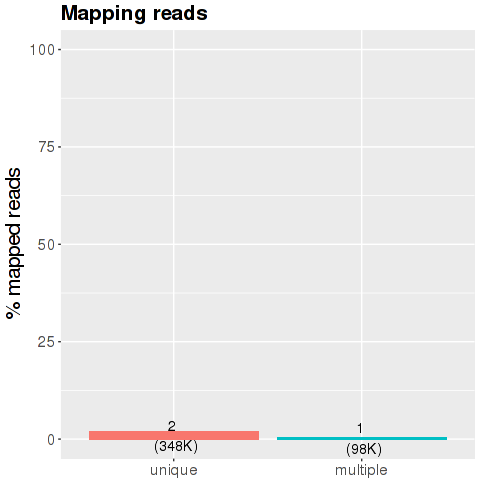 Mapping reads
% mapped reads
100
75
50
25
0
2
(348K)
1
(98K)
unique
multiple